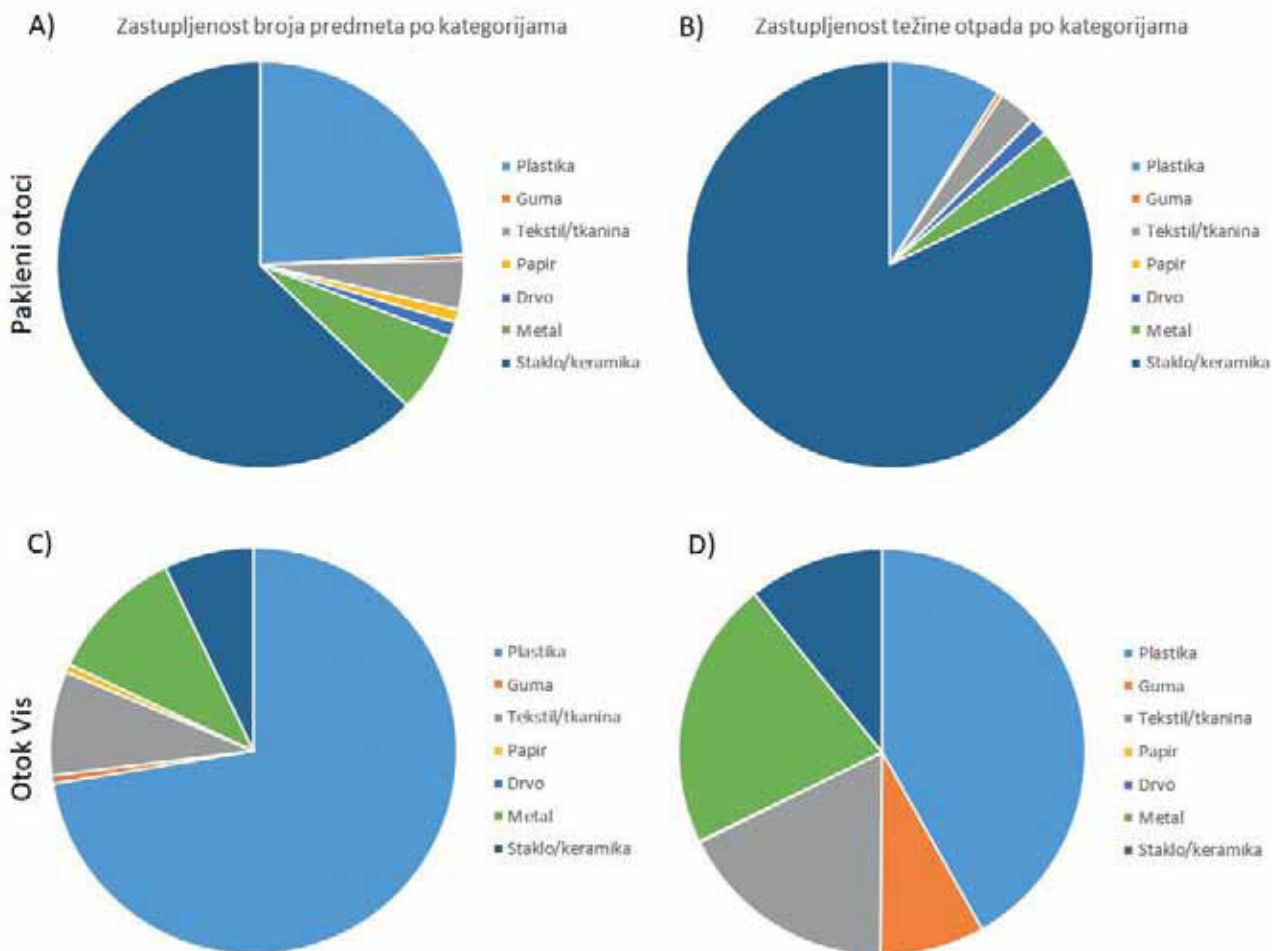 A) Zastupljenost broja predmeta po kategorijama
Pakleni otoci
Plastika
Guma
Tekstil/tkanina
Papir
Drvo
Metal
Staklo/keramika
B) Zastupljenost težine otpada po kategorijama
Plastika
Guma
Tekstil/tkanina
Papir
Drvo
Metal
Staklo/keramika
C)
Otok Vis
Plastika
Guma
Tekstil/tkanina
Papir
Drvo
Metal
Staklo/keramika
D)
Plastika
Guma
Tekstil/tkanina
Papir
Drvo
Metal
Staklo/keramika